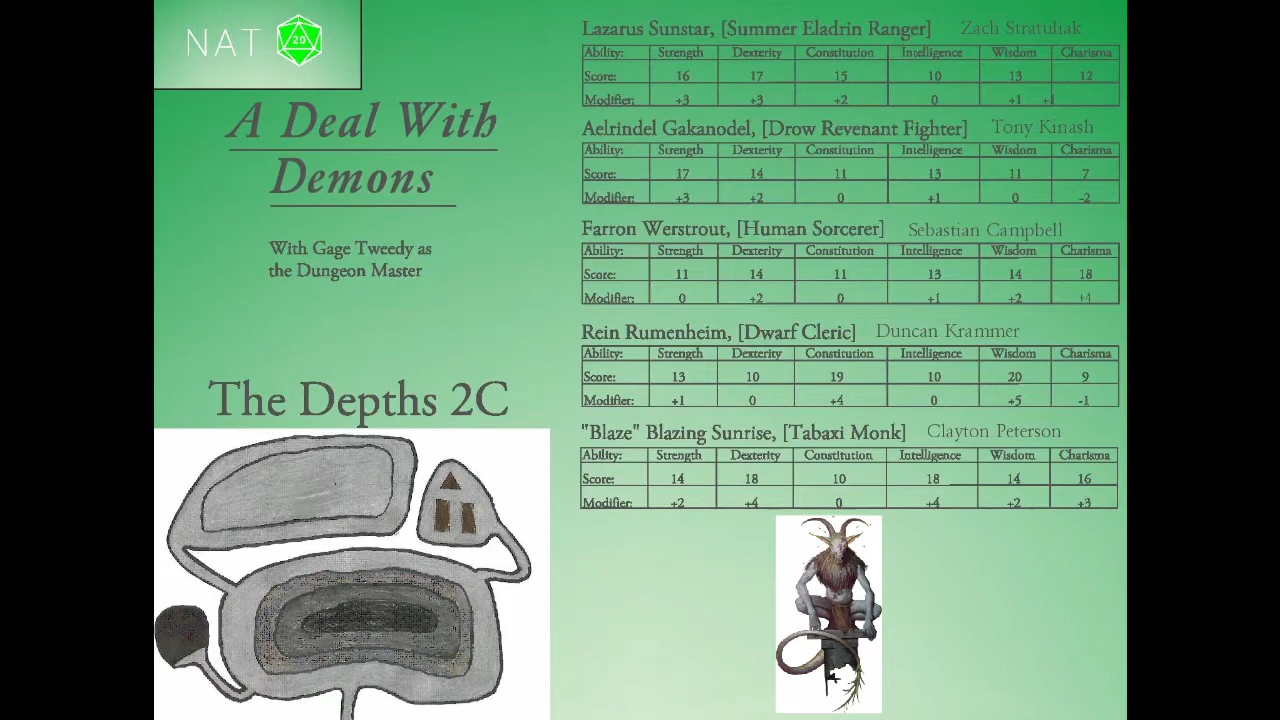 NAT 20
A Deal With
Demons
With Gage Tweedy as
the Dungeon Master
The Depths 2C
Lazarus Sunstar, [Summer Eladrin Ranger] Zach Stratuliak
Ability: Strength Dexterity Constitution Intelligence Wisdom Charisma
Score: 16 17 15 10 13 12
Modifier: +3 +3 +2 0 +1 +1
Aelrindel Gakanodel, [Drow Revenant Fighter] Tony Kinash
Ability: Strength Dexterity Constitution Intelligence Wisdom Charisma
Score: 17 14 11 13 11 7
Modifier: +3 +2 0 +1 0 -2
Farron Werstrout, [Human Sorcerer] Sebastian Campbell
Ability: Strength Dexterity Constitution Intelligence Wisdom Charisma
Score: 11 14 11 13 14 18
Modifier: 0 +2 0 +1 +2 +4
Rein Rumenheim, [Dwarf Cleric] Duncan Krammer
Ability: Strength Dexterity Constitution Intelligence Wisdom Charisma
Score: 13 10 19 10 20 9
Modifier: +1 0 +4 0 +5 -1
"Blaze" Blazing Sunrise, [Tabaxi Monk] Clayton Peterson
Ability: Strength Dexterity Constitution Intelligence Wisdom Charisma
Score: 14 18 10 18 14 16
Modifier: +2 +4 0 +4 +2 +3